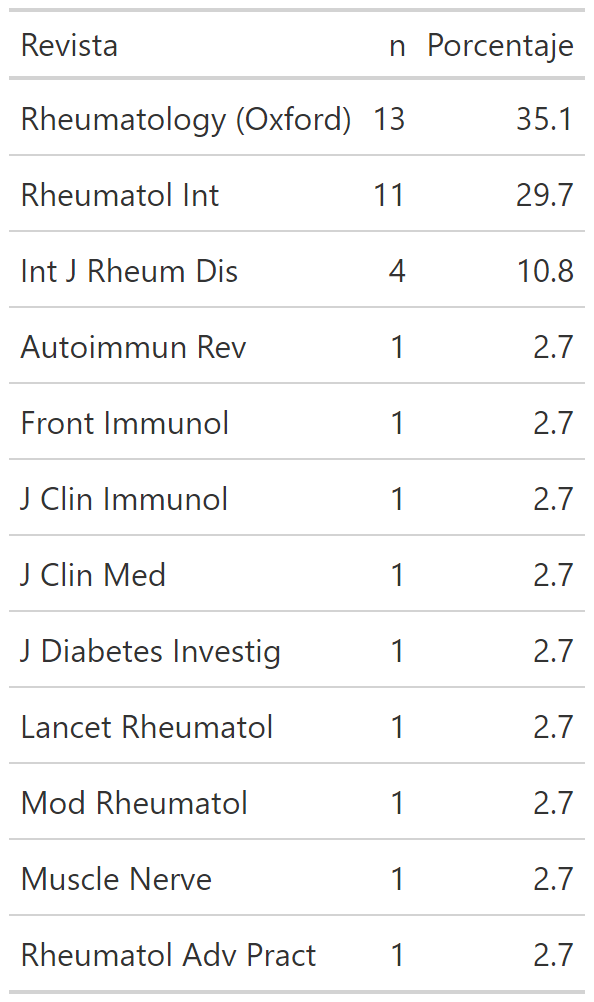 Revista n Porcentaje
Rheumatology (Oxford) 13 35.1
Rheumatol Int 11 29.7
Int J Rheum Dis 4 10.8
Autoimmun Rev 1 2.7
Front Immunol 1 2.7
J Clin Immunol 1 2.7
J Clin Med 1 2.7
J Diabetes Investig 1 2.7
Lancet Rheumatol 1 2.7
Mod Rheumatol 1 2.7
Muscle Nerve 1 2.7
Rheumatol Adv Pract 1 2.7